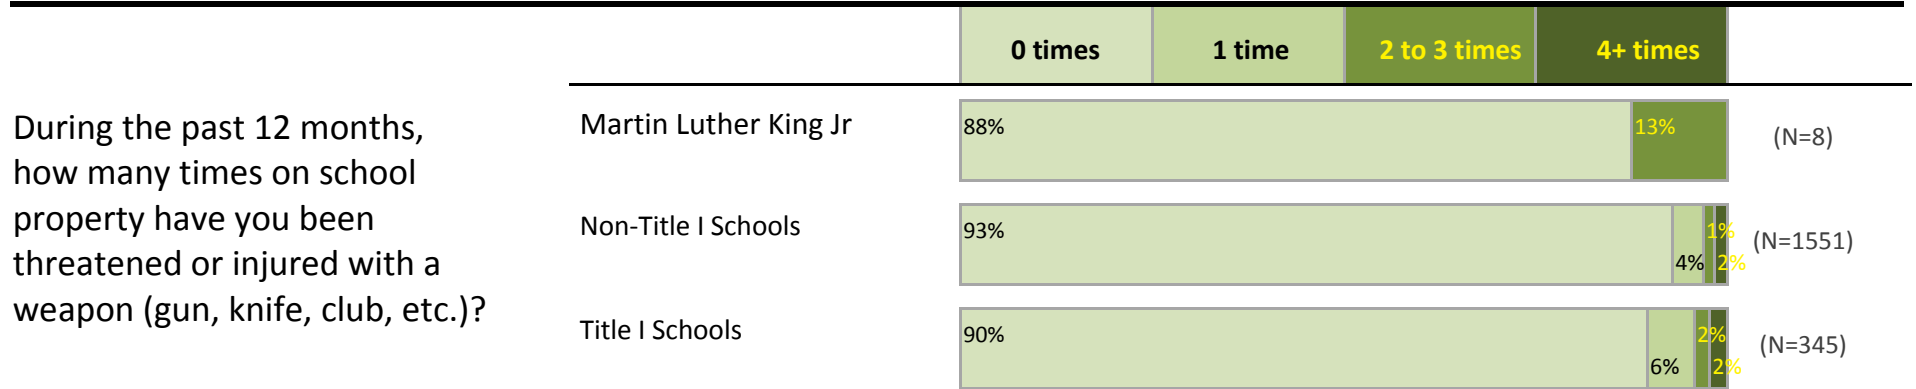 0 times 1 time 2 to 3 times 4+ times
During the past 12 months,
how many times on school
property have you been
threatened or injured with a
weapon (gun, knife, club, etc.)?
Martin Luther King Jr 88% 13% (N=8)
Non-Title I Schools 93% 4% 1% 2% (N=1551)
Title I Schools 90% 6% 2% 2% (N=345)